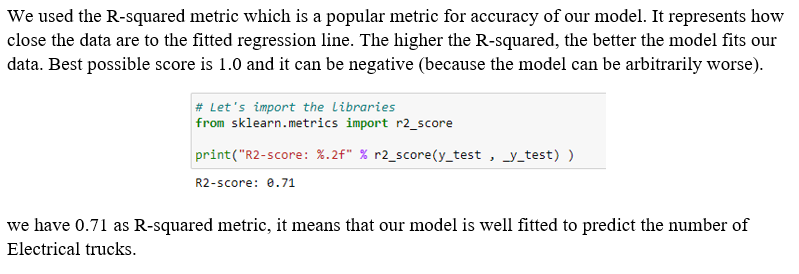 We used the R-squared metric which is a popular metric for accuracy of our model. It represents how
close the data are to the fitted regression line. The higher the R-squared, the better the model fits our
data. Best possible score is 1.0 and it can be negative (because the model can be arbitrarily worse).
# Let's import the libraries
from sklearn.metrics import r2_score
print("R2-score: %.2f" % r2_score(y_test , _y_test) )
R2-score: 0.71
we have 0.71 as R-squared metric, it means that our model is well fitted to predict the number of
Electrical trucks.